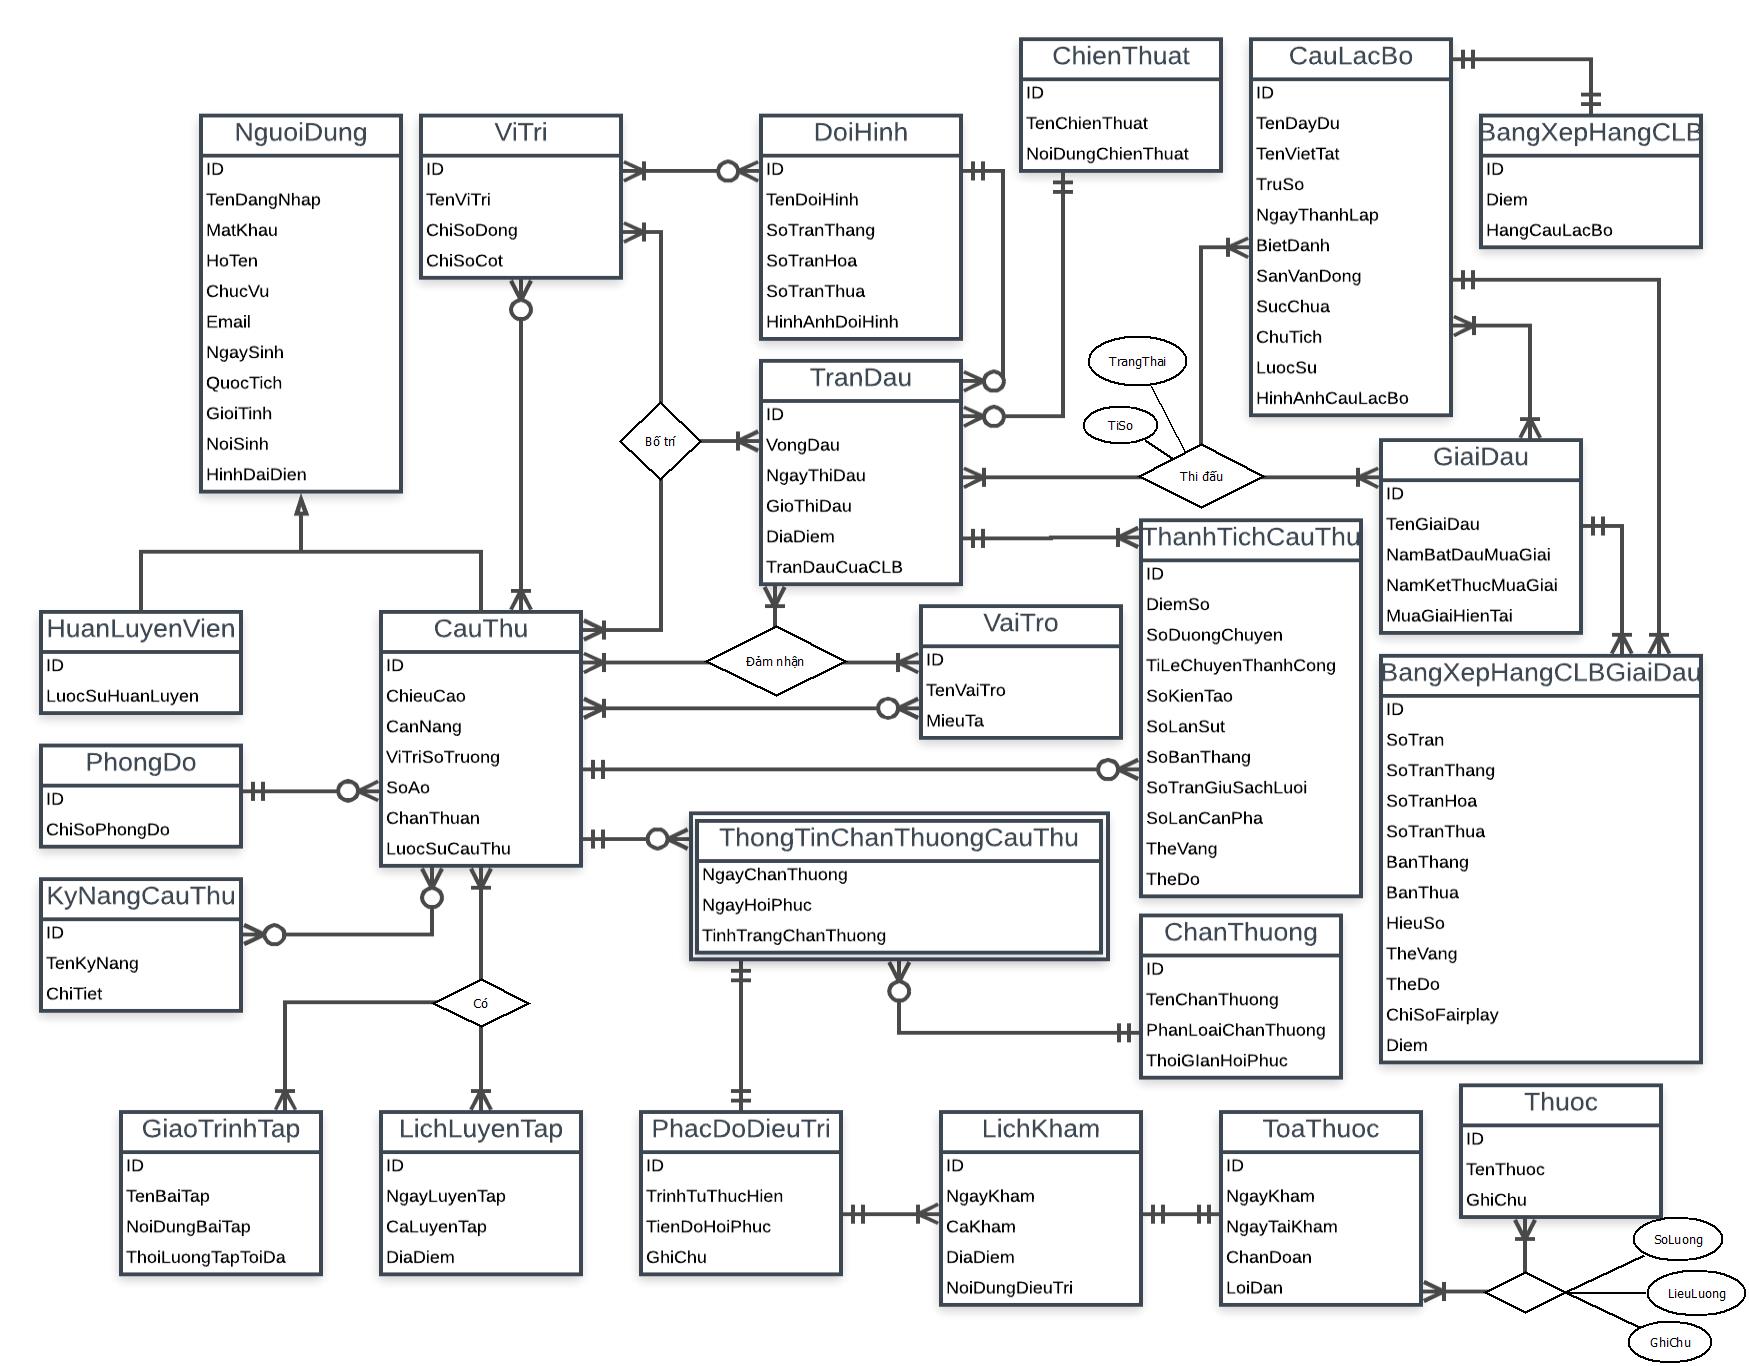 NguoiDung
ID
TenDangNhap
MatKhau
HoTen
ChucVu
Email
NgaySinh
QuocTich
GioiTinh
NoiSinh
HinhDaiDien
ViTri
ID
TenViTri
ChiSoDong
ChiSoCot
DoiHinh
ID
TenDoiHinh
SoTranThang
SoTranHoa
SoTranThua
HinhAnhDoiHinh
ChienThuat
ID
TenChienThuat
NoiDungChienThuat
CauLacBo
ID
TenDayDu
TenVietTat
TruSo
NgayThanhLap
BietDanh
SanVanDong
SucChua
ChuTich
LuocSu
HinhAnhCauLacBo
BangXepHangCLB
ID
Diem
HangCauLacBo
TranDau
ID
VongDau
NgayThiDau
GioThiDau
DiaDiem
TranDauCuaCLB
Bố trí
TrangThai
TiSo
Thi đấu
GiaiDau
ID
TenGiaiDau
NamBatDauMuaGiai
NamKetThucMuaGiai
MuaGiaiHienTai
HuanLuyenVien
ID
LuocSuHuanLuyen
CauThu
ID
ChieuCao
CanNang
ViTriSoTruong
SoAo
ChanThuan
LuocSuCauThu
Đảm nhận
VaiTro
ID
TenVaiTro
MieuTa
ThanhTichCauThu
ID
DiemSo
SoDuongChuyen
TiLeChuyenThanhCong
SoKienTao
SoLanSut
SoBanThang
SoTranGiuSachLuoi
SoLanCanPha
TheVang
TheDo
BangXepHangCLBGiaiDau
ID
SoTran
SoTranThang
SoTranHoa
SoTranThua
BanThang
BanThua
HieuSo
TheVang
TheDo
ChiSoFairplay
Diem
PhongDo
ID
ChiSoPhongDo
KyNangCauThu
ID
TenKyNang
ChiTiet
ThongTinChanThuongCauThu
NgayChanThuong
NgayHoiPhuc
TinhTrangChanThuong
ChanThuong
ID
TenChanThuong
PhanLoaiChanThuong
ThoiGIanHoiPhuc
Có
GiaoTrinhTap
ID
TenBaiTap
NoiDungBaiTap
ThoiLuongTapToiDa
LichLuyenTap
ID
NgayLuyenTap
CaLuyenTap
DiaDiem
PhacDoDieuTri
ID
TrinhTuThucHien
TienDoHoiPhuc
GhiChu
LichKham
ID
NgayKham
CaKham
DiaDiem
NoiDungDieuTri
ToaThuoc
ID
NgayKham
NgayTaiKham
ChanDoan
LoiDan
Thuoc
ID
TenThuoc
GhiChu
SoLuong
LieuLuong
GhiChu